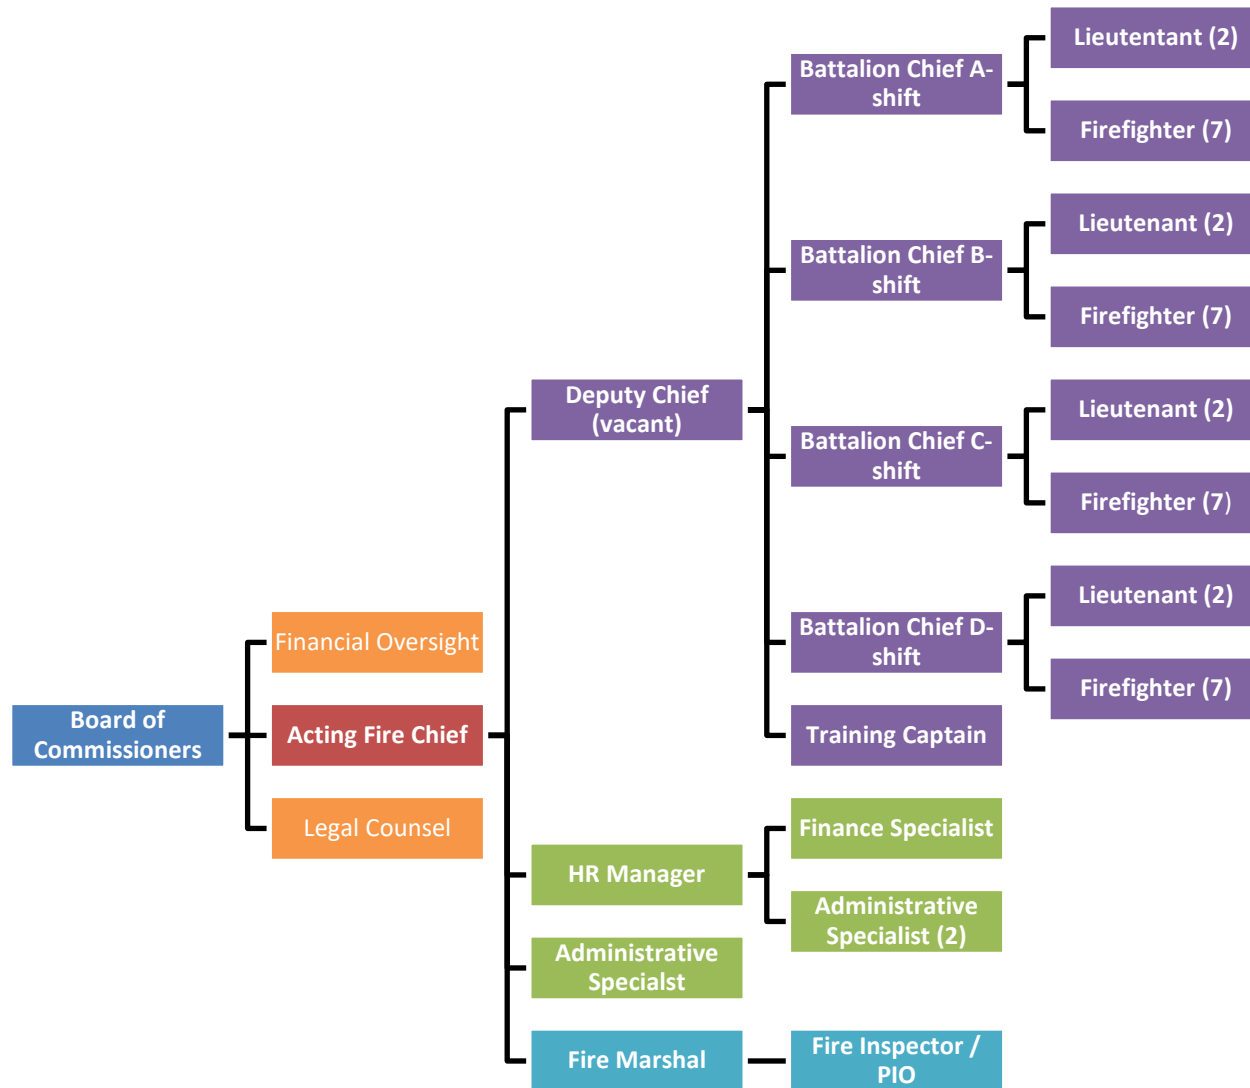 Board of
Commissioners
Financial Oversight
Acting Fire Chief
Legal Counsel
Deputy Chief
(vacant)
HR Manager
Administrative
Specialst
Fire Marshal
Battalion Chief A-
shift
Battalion Chief B-
shift
Battalion Chief C-
shift
Battalion Chief D-
shift
Training Captain
Finance Specialist
Administrative
Specialist (2)
Fire Inspector /
PIO
Lieutentant (2)
Firefighter (7)
Lieutenant (2)
Firefighter (7)
Lieutenant (2)
Firefighter (7)
Lieutenant (2)
Firefighter (7)